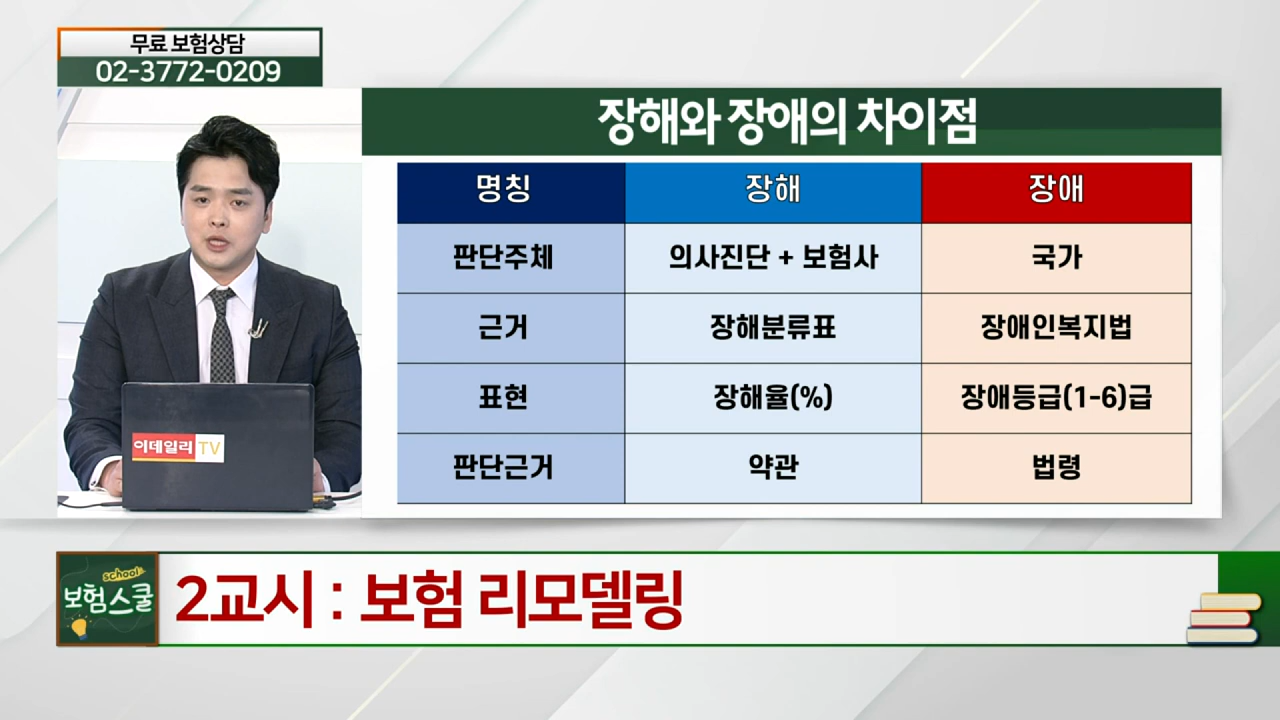 무료 보험상담
02-3772-0209
장해와 장애의 차이점
명칭 장해 장애
판단주체 의사진단 + 보험사 국가
근거 장해분류표 장애인복지법
표현 장해율(%) 장애등급(1-6)급
판단근거 약관 법령
이데일리 TV
school
보험스쿨
2교시 : 보험 리모델링